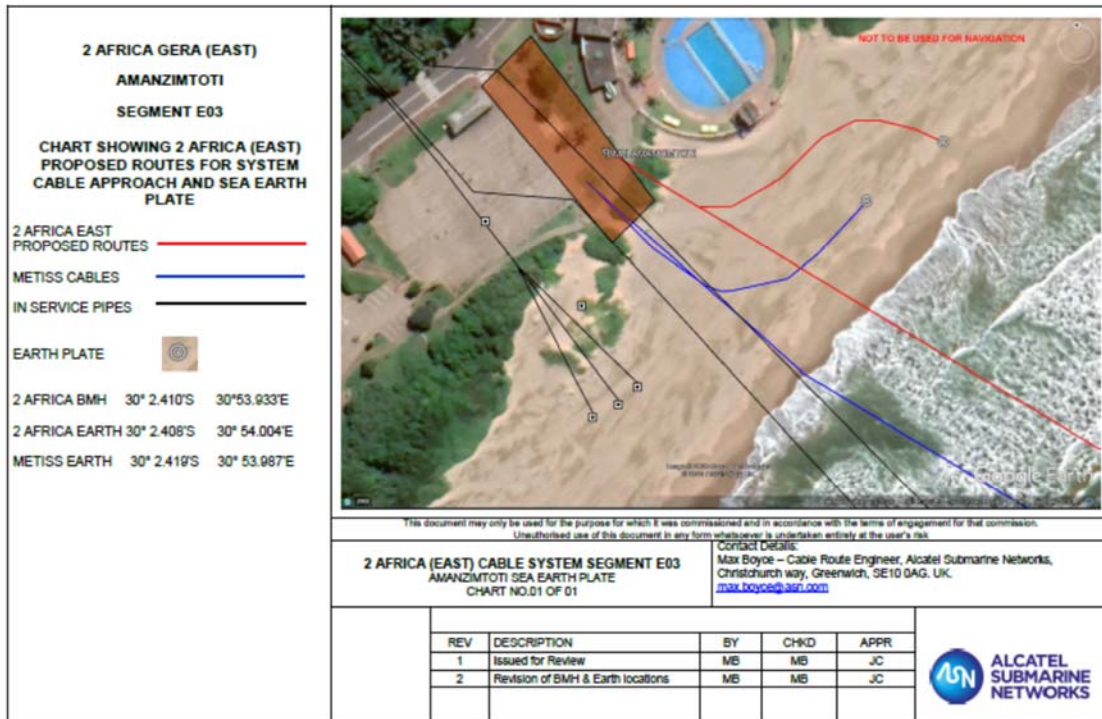 2 AFRICA GERA (EAST)
AMANZIMTOTI
SEGMENT E03
CHART SHOWING 2 AFRICA (EAST)
PROPOSED ROUTES FOR SYSTEM
CABLE APPROACH AND SEA EARTH
PLATE
2 AFRICA EAST
PROPOSED ROUTES
METISS CABLES
IN SERVICE PIPES
EARTH PLATE
2 AFRICA BMH 30° 2.410'S 30°53.933'E
2 AFRICA EARTH 30° 2.408'S 30° 54.004'E
METISS EARTH 30° 2.419'S 30° 53.987'E
NOT TO BE USED FOR NAVIGATION
Google Earth
This document may only be used for the purpose for which it was commissioned and in accordance with the terms of engagement for that commission.
Unauthorised use of this document in any form whatsoever is undertaken entirely at the user's risk
2 AFRICA (EAST) CABLE SYSTEM SEGMENT E03
AMANZIMTOTI SEA EARTH PLATE
CHART NO.01 OF 01
Contact Details:
Max Boyce – Cable Route Engineer, Alcatel Submarine Networks,
Christchurch way, Greenwich, SE10 0AG. UK.
max.boyce@asn.com
REV DESCRIPTION BY CHKD APPR
1 Issued for Review MB MB JC
2 Revision of BMH & Earth locations MB MB JC
ASN
ALCATEL
SUBMARINE
NETWORKS